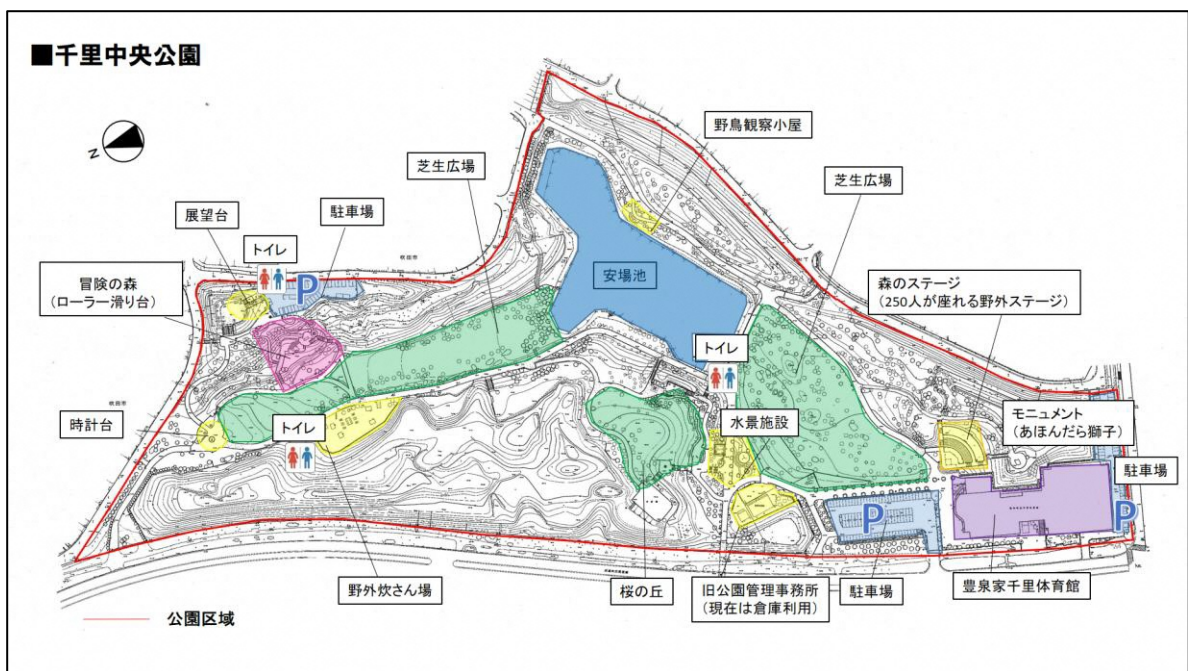 ■千里中央公園
N
野鳥観察小屋
芝生広場
芝生広場
展望台
駐車場
トイレ
P
冒険の森
(ローラー滑り台)
安場池
森のステージ
(250人が座れる野外ステージ)
トイレ
時計台
トイレ
水景施設
モニュメント
(あほんだら獅子)
駐車場
P
P
野外炊さん場
桜の丘
旧公園管理事務所
(現在は倉庫利用)
駐車場
豊泉家千里体育館
公園区域